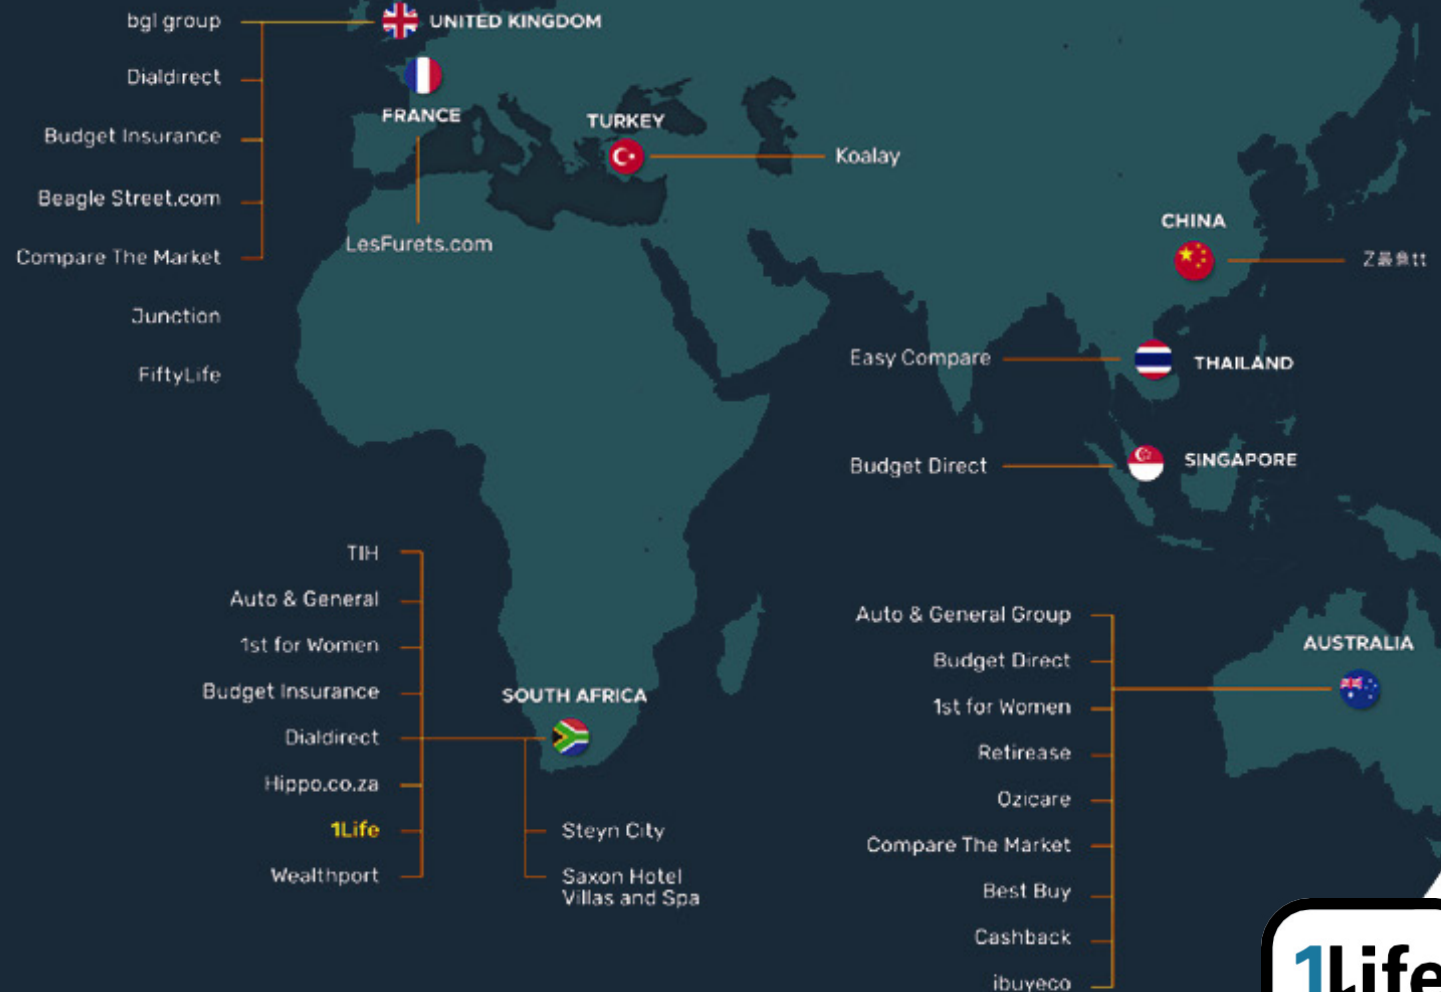 bgl group
Dialdirect
Budget Insurance
Beagle Street.com
Compare The Market
Junction
FiftyLife
UNITED KINGDOM
FRANCE
LesFurets.com
TURKEY
Koalay
CHINA
Easy Compare
THAILAND
Budget Direct
SINGAPORE
TIH
Auto & General
1st for Women
Budget Insurance
Dialdirect
Hippo.co.za
1Life
Wealthport
SOUTH AFRICA
Steyn City
Saxon Hotel
Villas and Spa
Auto & General Group
Budget Direct
1st for Women
Retirease
Ozicare
Compare The Market
Best Buy
Cashback
ibuyeco
AUSTRALIA
1Life